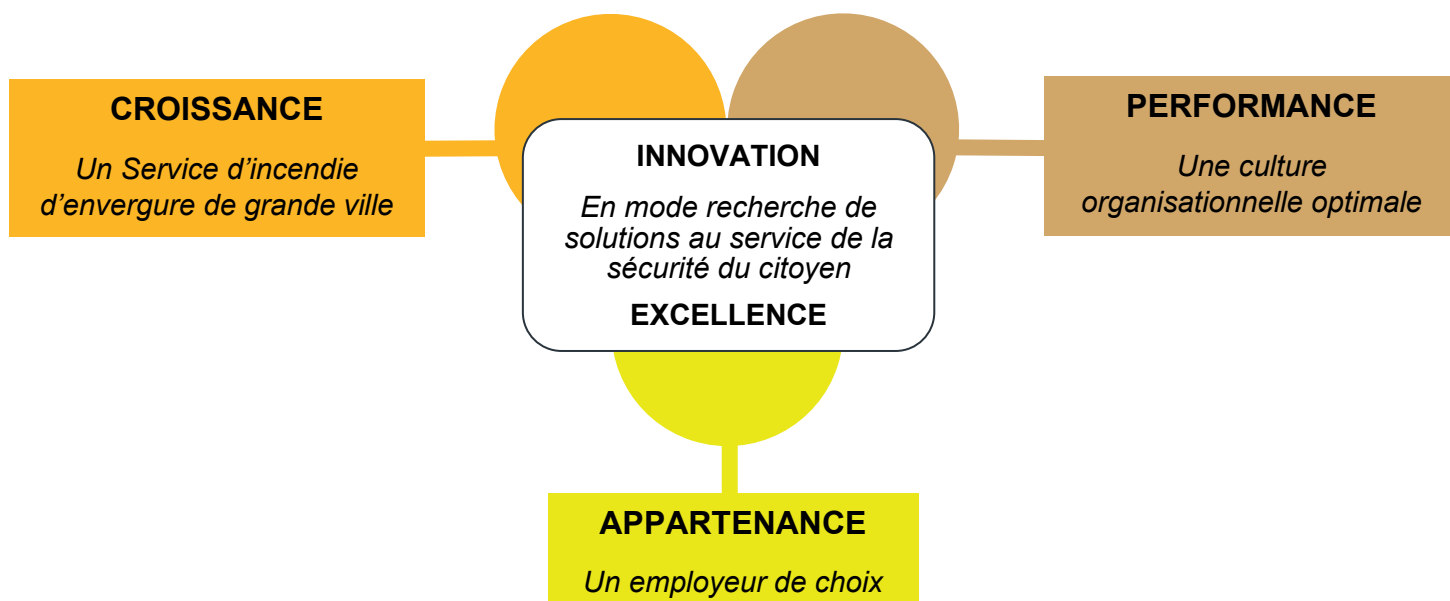 CROISSANCE
Un Service d’incendie
d’envergure de grande ville
INNOVATION
En mode recherche de
solutions au service de la
sécurité du citoyen
EXCELLENCE
PERFORMANCE
Une culture
organisationnelle optimale
APPARTENANCE
Un employeur de choix